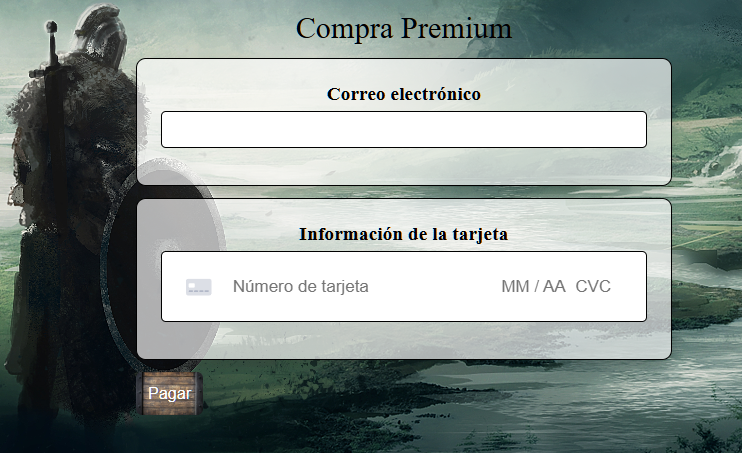 Compra Premium
Correo electrónico
Información de la tarjeta
Número de tarjeta MM / AA CVC
Pagar